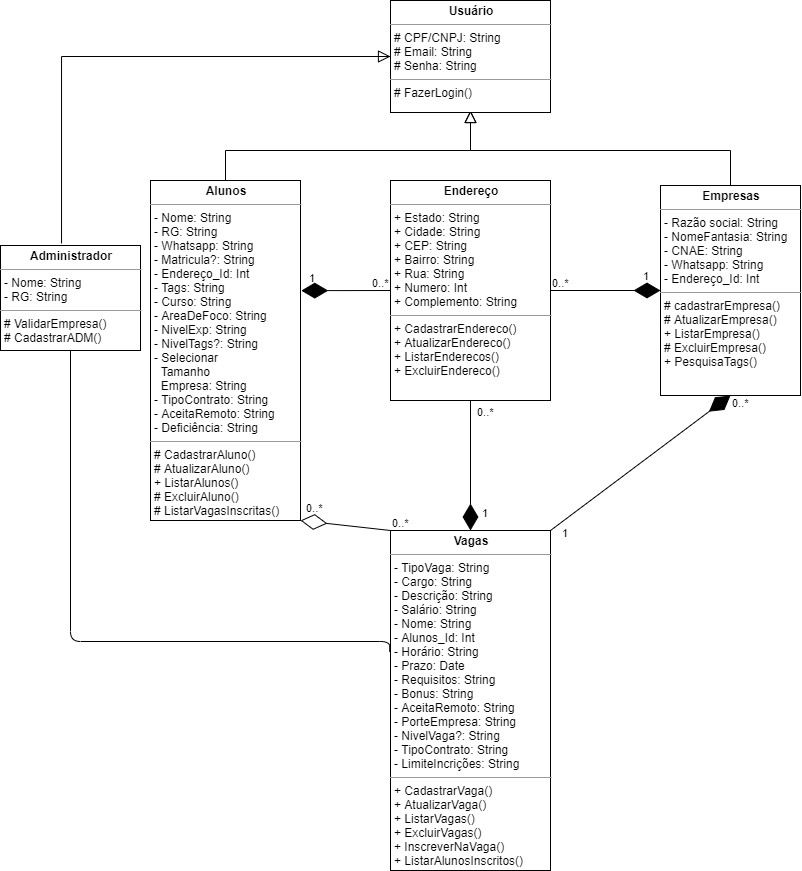 Usuário
# CPF/CNPJ: String
# Email: String
# Senha: String
# FazerLogin()
Alunos
- Nome: String
- RG: String
- Whatsapp: String
- Matricula?: String
- Endereço_Id: Int
- Tags: String
- Curso: String
- AreaDeFoco: String
- NivelExp: String
- NivelTags?: String
- Selecionar
Tamanho
Empresa: String
- TipoContrato: String
- AceitaRemoto: String
- Deficiência: String
# CadastrarAluno()
# AtualizarAluno()
+ ListarAlunos()
# ExcluirAluno()
# ListarVagasInscritas()
Endereço
+ Estado: String
+ Cidade: String
+ CEP: String
+ Bairro: String
+ Rua: String
+ Numero: Int
+ Complemento: String
+ CadastrarEndereco()
+ AtualizarEndereco()
+ ListarEnderecos()
+ ExcluirEndereco()
Empresas
- Razão social: String
- NomeFantasia: String
- CNAE: String
- Whatsapp: String
- Endereço_Id: Int
# cadastrarEmpresa()
# AtualizarEmpresa()
+ ListarEmpresa()
# ExcluirEmpresa()
+ PesquisaTags()
Administrador
- Nome: String
- RG: String
# ValidarEmpresa()
# CadastrarADM()
1
0..*
0..*
1
0..*
0..*
1
0..*
0..*
1
Vagas
- TipoVaga: String
- Cargo: String
- Descrição: String
- Salário: String
- Nome: String
- Alunos_Id: Int
- Horário: String
- Prazo: Date
- Requisitos: String
- Bonus: String
- AceitaRemoto: String
- PorteEmpresa: String
- NivelVaga?: String
- TipoContrato: String
- LimiteIncrições: String
+ CadastrarVaga()
+ AtualizarVaga()
+ ListarVagas()
+ ExcluirVagas()
+ InscreverNaVaga()
+ ListarAlunosInscritos()